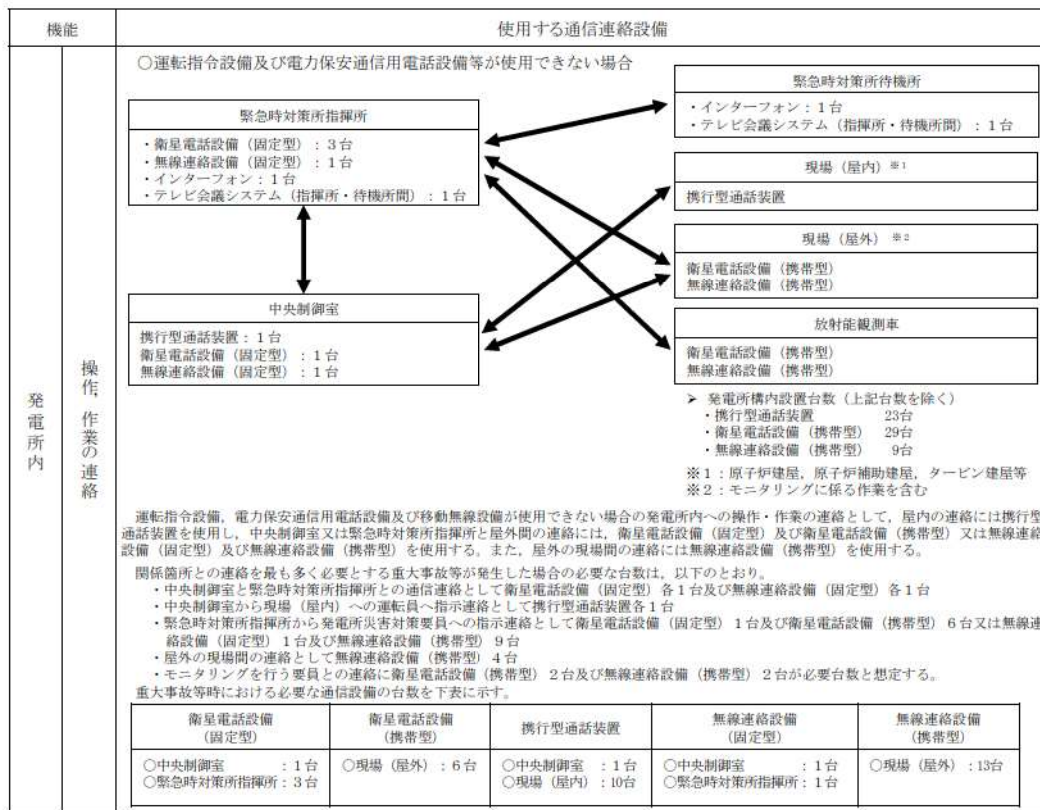 機能
使用する通信連絡設備
発電所内
操作，作業の連絡
○運転指令設備及び電力保安通信用電話設備等が使用できない場合
緊急時対策所指揮所
・衛星電話設備（固定型）：３台
・無線連絡設備（固定型）：１台
・インターフォン：１台
・テレビ会議システム（指揮所・待機所間）：１台
中央制御室
携行型通話装置：１台
衛星電話設備（固定型）：１台
無線連絡設備（固定型）：１台
緊急時対策所待機所
・インターフォン：１台
・テレビ会議システム（指揮所・待機所間）：１台
現場（屋内）※１
携行型通話装置
現場（屋外）※２
衛星電話設備（携帯型）
無線連絡設備（携帯型）
放射能観測車
衛星電話設備（携帯型）
無線連絡設備（携帯型）
➤ 発電所構内設置台数（上記台数を除く）
・携行型通話装置 23台
・衛星電話設備（携帯型） 29台
・無線連絡設備（携帯型） 9台
※１：原子炉建屋，原子炉補助建屋，タービン建屋等
※２：モニタリングに係る作業を含む
運転指令設備，電力保安通信用電話設備及び移動無線設備が使用できない場合の発電所内への操作・作業の連絡として，屋内の連絡には携行型
通話装置を使用し，中央制御室又は緊急時対策所指揮所と屋外間の連絡には，衛星電話設備（固定型）及び衛星電話設備（携帯型）又は無線連絡
設備（固定型）及び無線連絡設備（携帯型）を使用する。また，屋外の現場間の連絡には無線連絡設備（携帯型）を使用する。
関係箇所との連絡を最も多く必要とする重大事故等が発生した場合の必要な台数は，以下のとおり。
・中央制御室と緊急時対策所指揮所との通信連絡として衛星電話設備（固定型）各１台及び無線連絡設備（固定型）各１台
・中央制御室から現場（屋内）への運転員へ指示連絡として携行型通話装置各１台
・緊急時対策所指揮所から発電所災害対策要員への指示連絡として衛星電話設備（固定型）１台及び衛星電話設備（携帯型）６台又は無線連
絡設備（固定型）１台及び無線連絡設備（携帯型）９台
・屋外の現場間の連絡として無線連絡設備（携帯型）４台
・モニタリングを行う要員との連絡に衛星電話設備（携帯型）２台及び無線連絡設備（携帯型）２台が必要台数と想定する。
重大事故等時における必要な通信設備の台数を下表に示す。
衛星電話設備
（固定型）
衛星電話設備
（携帯型）
携行型通話装置
無線連絡設備
（固定型）
無線連絡設備
（携帯型）
○中央制御室 ：１台
○緊急時対策所指揮所：３台
○現場（屋外）：６台
○中央制御室 ：１台
○現場（屋内）：10台
○中央制御室 ：１台
○緊急時対策所指揮所：１台
○現場（屋外）：13台